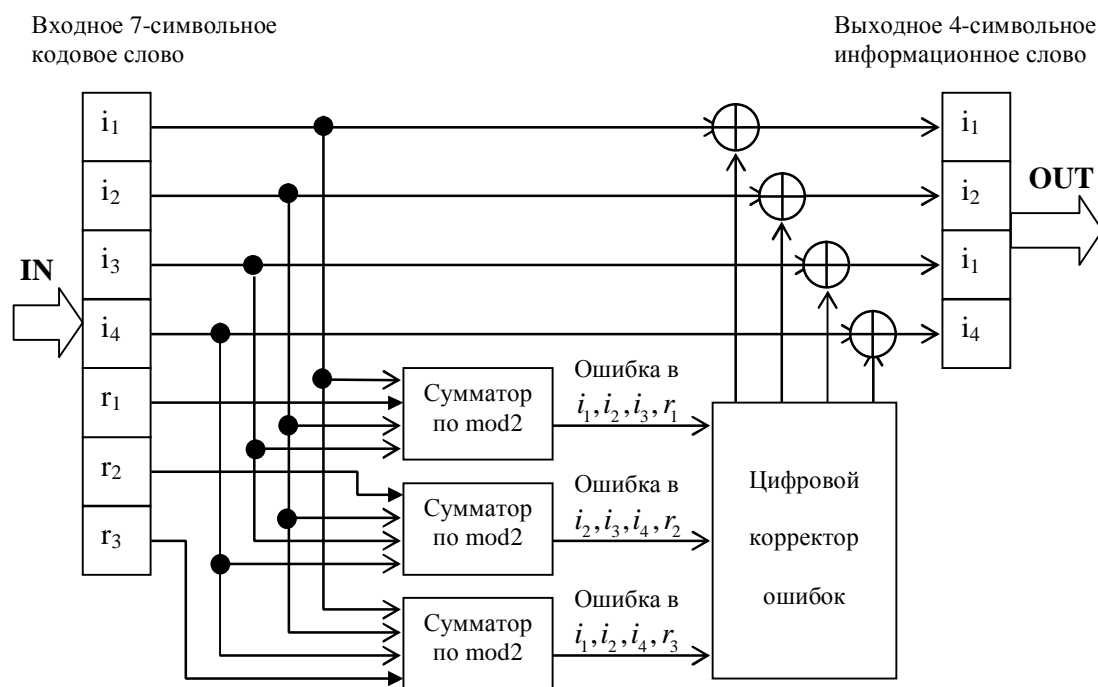 Входное 7-символьное
кодовое слово
Выходное 4-символьное
информационное слово
i1
i2
i3
i4
r1
r2
r3
IN
i1
i2
i1
i4
OUT
Сумматор
по mod2
Ошибка в
i1, i2, i3, r1
Сумматор
по mod2
Ошибка в
i2, i3, i4, r2
Сумматор
по mod2
Ошибка в
i1, i2, i4, r3
Цифровой
корректор
ошибок